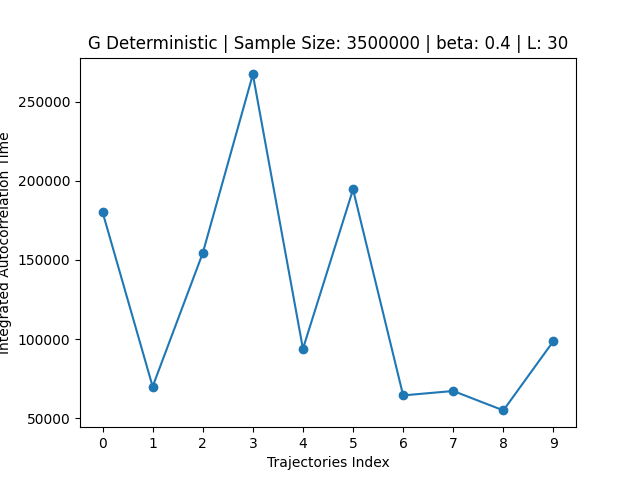 G Deterministic | Sample Size: 3500000 | beta: 0.4 | L: 30
Integrated Autocorrelation Time
250000
200000
150000
100000
50000
0 1 2 3 4 5 6 7 8 9
Trajectories Index